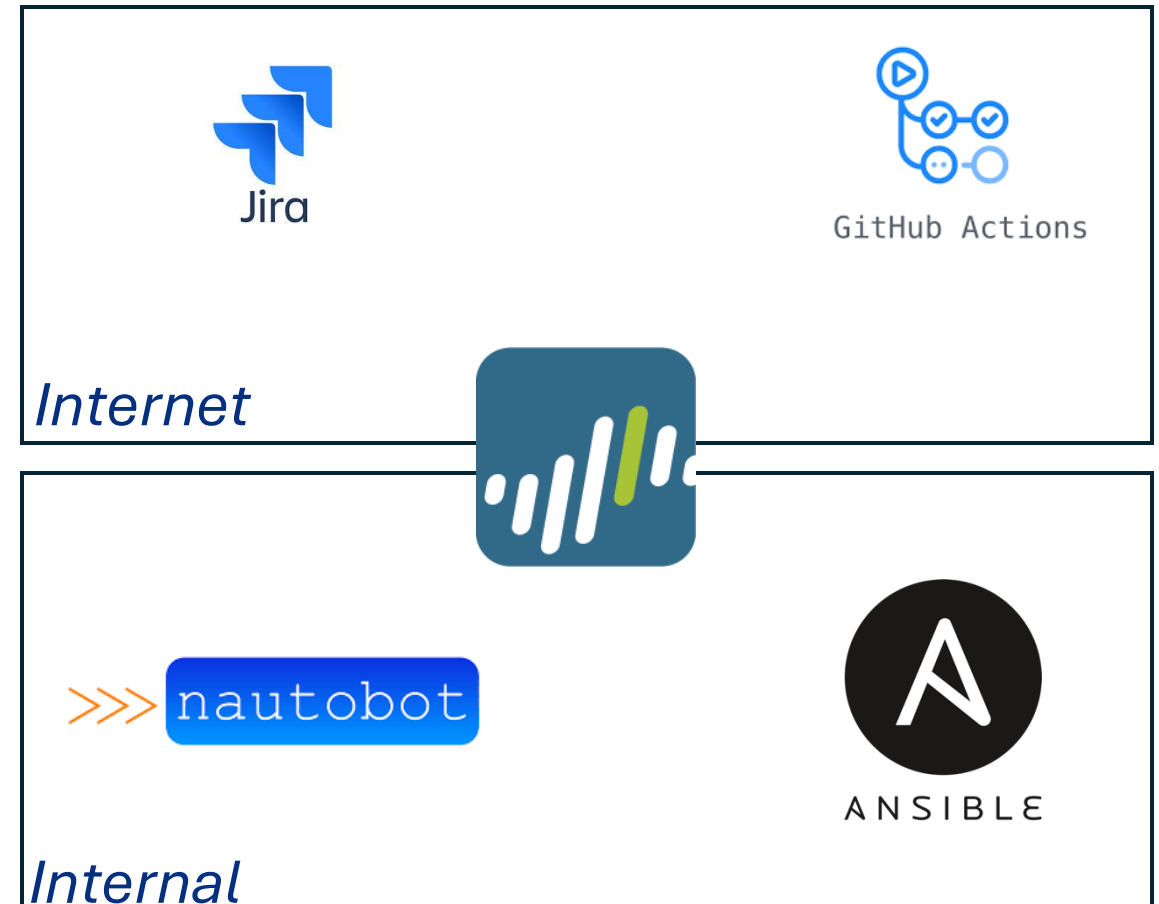 Jira
GitHub Actions
Internet
>>> nautobot
ANSIBLE
Internal